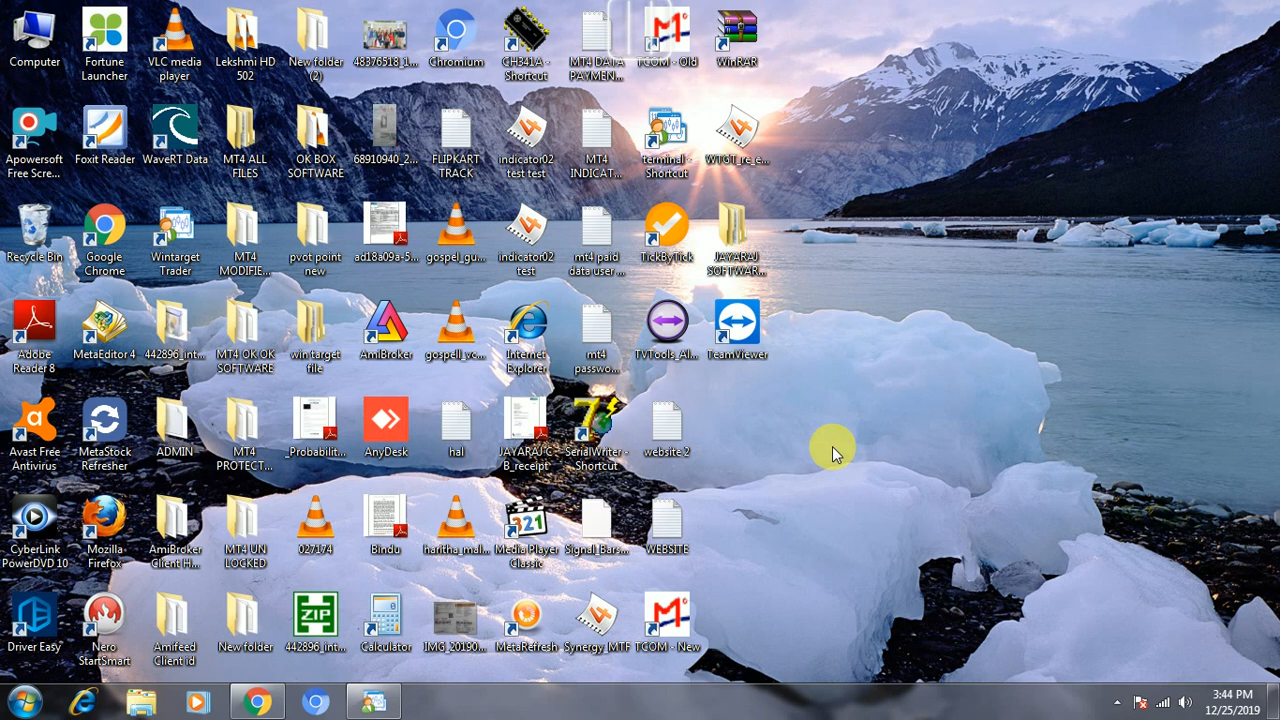 Computer
Fortune
Launcher
VLC media
player
Lekshmi HD
502
New folder
(2)
48376518_1...
Chromium
CH341A -
Shortcut
MT4 DATA
PAYMEN...
TCOM - Old
WinRAR
Apowersoft
Free Scre...
Foxit Reader
WaveRT Data
MT4 ALL
FILES
OK BOX
SOFTWARE
68910940_2...
FLIPKART
TRACK
indicator02
test test
MT4
INDICAT...
terminal -
Shortcut
WTGT_re_e...
Recycle Bin
Google
Chrome
Wintarget
Trader
MT4
MODIFIE...
pvot point
new
ad18a09a-5...
gospel_gu...
indicator02
test
mt4 paid
data user ...
TickByTick
JAYARAJ
SOFTWAR...
Adobe
Reader 8
MetaEditor 4
442896_int...
MT4 OK OK
SOFTWARE
win target
file
AmiBroker
gospell_vo...
Internet
Explorer
mt4
passwo...
TVTools_Al...
TeamViewer
Avast Free
Antivirus
MetaStock
Refresher
ADMIN
MT4
PROTECT...
_Probabilit...
AnyDesk
hal
JAYARAJ C
B_receipt
SerialWriter -
Shortcut
website 2
CyberLink
PowerDVD 10
Mozilla
Firefox
AmiBroker
Client H...
MT4 UN
LOCKED
027174
Bindu
321
haritha_mal...
Media Player
Classic
Signal_Bars...
WEBSITE
Driver Easy
Nero
StartSmart
Amifeed
Client id
New folder
ZIP
442896_int...
Calculator
IMG_20190...
MetaRefresh
Synergy_MTF
TCOM - New
3:44 PM
12/25/2019